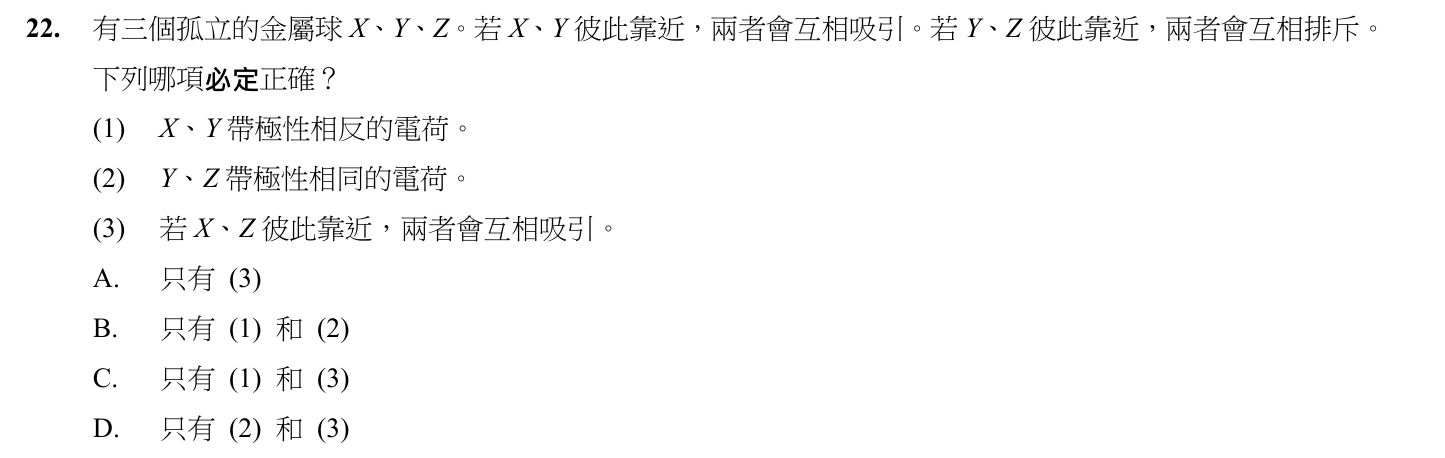 22. 有三個孤立的金屬球 X、Y、Z。若 X、Y 彼此靠近，兩者會互相吸引。若 Y、Z 彼此靠近，兩者會互相排斥。
下列哪項必定正確？
(1) X、Y 帶極性相反的電荷。
(2) Y、Z 帶極性相同的電荷。
(3) 若 X、Z 彼此靠近，兩者會互相吸引。
A. 只有 (3)
B. 只有 (1) 和 (2)
C. 只有 (1) 和 (3)
D. 只有 (2) 和 (3)